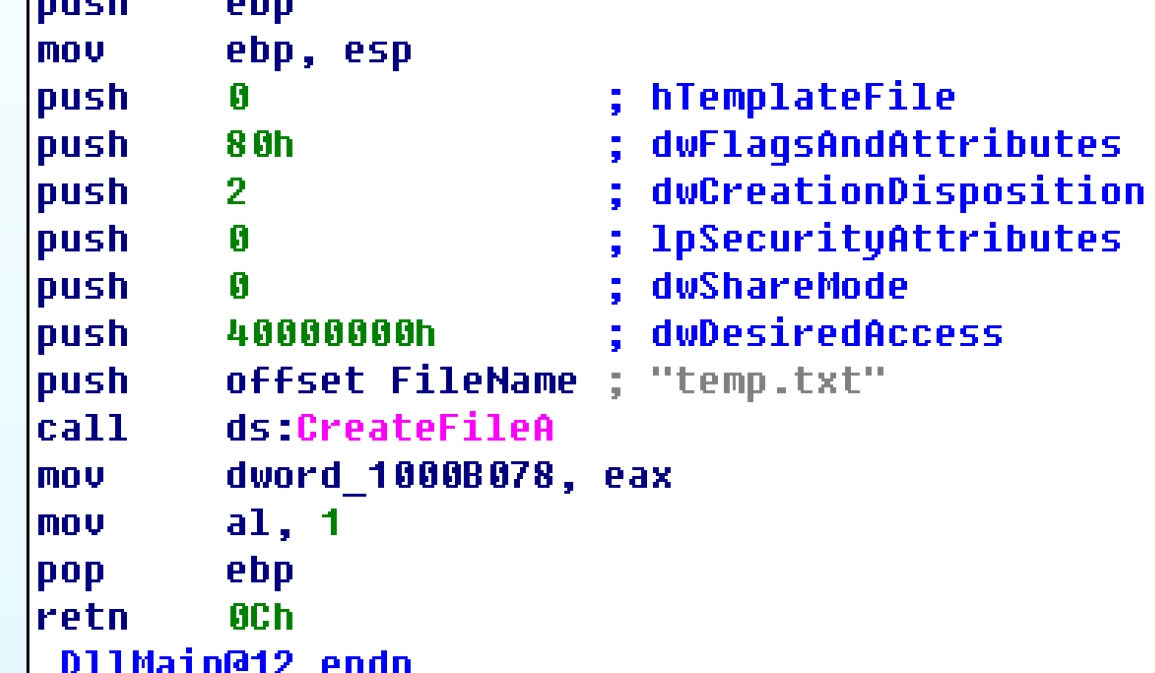 push ebp
mov ebp, esp
push 0 ; hTemplateFile
push 80h ; dwFlagsAndAttributes
push 2 ; dwCreationDisposition
push 0 ; lpSecurityAttributes
push 0 ; dwShareMode
push 40000000h ; dwDesiredAccess
push offset FileName ; "temp.txt"
call ds:CreateFileA
mov dword_1000B078, eax
mov al, 1
pop ebp
retn 0Ch
_DllMain@12 endp